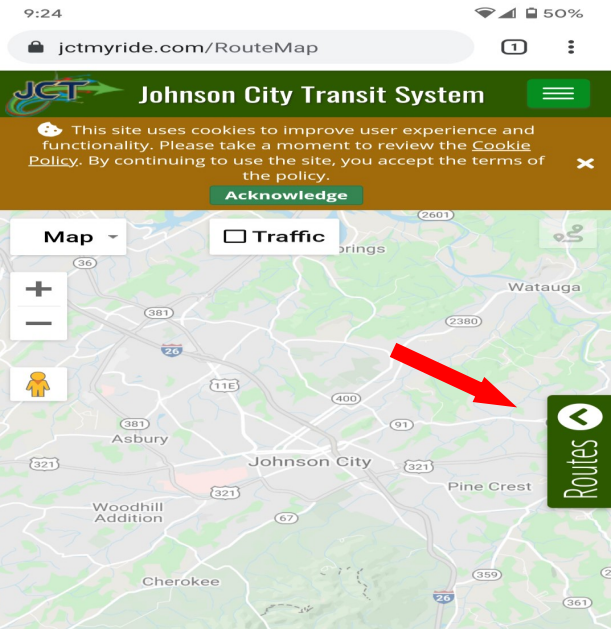 9:24
50%
jctmyride.com/RouteMap
1
JCT
Johnson City Transit System
This site uses cookies to improve user experience and
functionality. Please take a moment to review the Cookie
Policy. By continuing to use the site, you accept the terms of
the policy.
Acknowledge
Map
Traffic
2601
36
Watauga
381
2380
26
11E
400
381
91
Asbury
Routes
321
Johnson City
321
Pine Crest
321
Woodhill
Addition
67
Cherokee
359
26
361